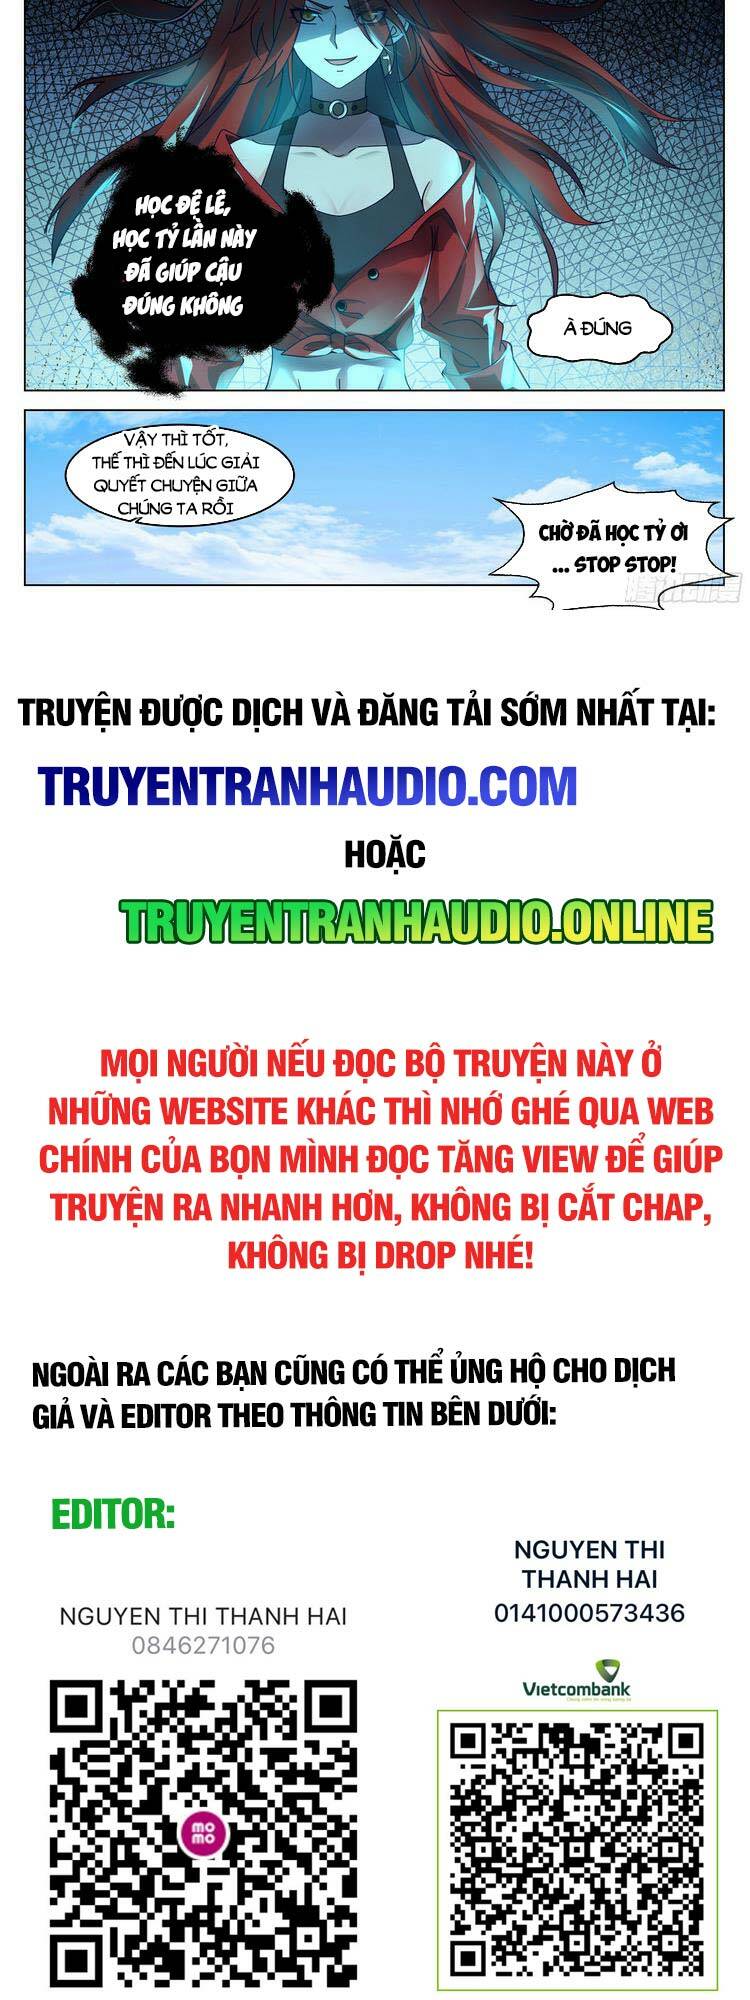 HỌC ĐỆ LÊ,
HỌC TỶ LẦN NÀY
ĐÃ GIÚP CẬU
ĐÚNG KHÔNG
À ĐÚNG
VẬY THÌ TỐT,
THẾ THÌ ĐẾN LÚC GIẢI
QUYẾT CHUYỆN GIỮA
CHÚNG TA RỒI
CHỜ ĐÃ HỌC TỶ ƠI
... STOP STOP!
TRUYỆN ĐƯỢC DỊCH VÀ ĐĂNG TẢI SỚM NHẤT TẠI:
TRUYENTRANHAUDIO.COM
HOẶC
TRUYENTRANHAUDIO.ONLINE
MỌI NGƯỜI NẾU ĐỌC BỘ TRUYỆN NÀY Ở
NHỮNG WEBSITE KHÁC THÌ NHỚ GHÉ QUA WEB
CHÍNH CỦA BỌN MÌNH ĐỌC TĂNG VIEW ĐỂ GIÚP
TRUYỆN RA NHANH HƠN, KHÔNG BỊ CẮT CHAP,
KHÔNG BỊ DROP NHÉ!
NGOÀI RA CÁC BẠN CŨNG CÓ THỂ ỦNG HỘ CHO DỊCH
GIẢ VÀ EDITOR THEO THÔNG TIN BÊN DƯỚI:
EDITOR:
NGUYEN THI THANH HAI
0846271076
mo
mo
NGUYEN THI
THANH HAI
0141000573436
Vietcombank